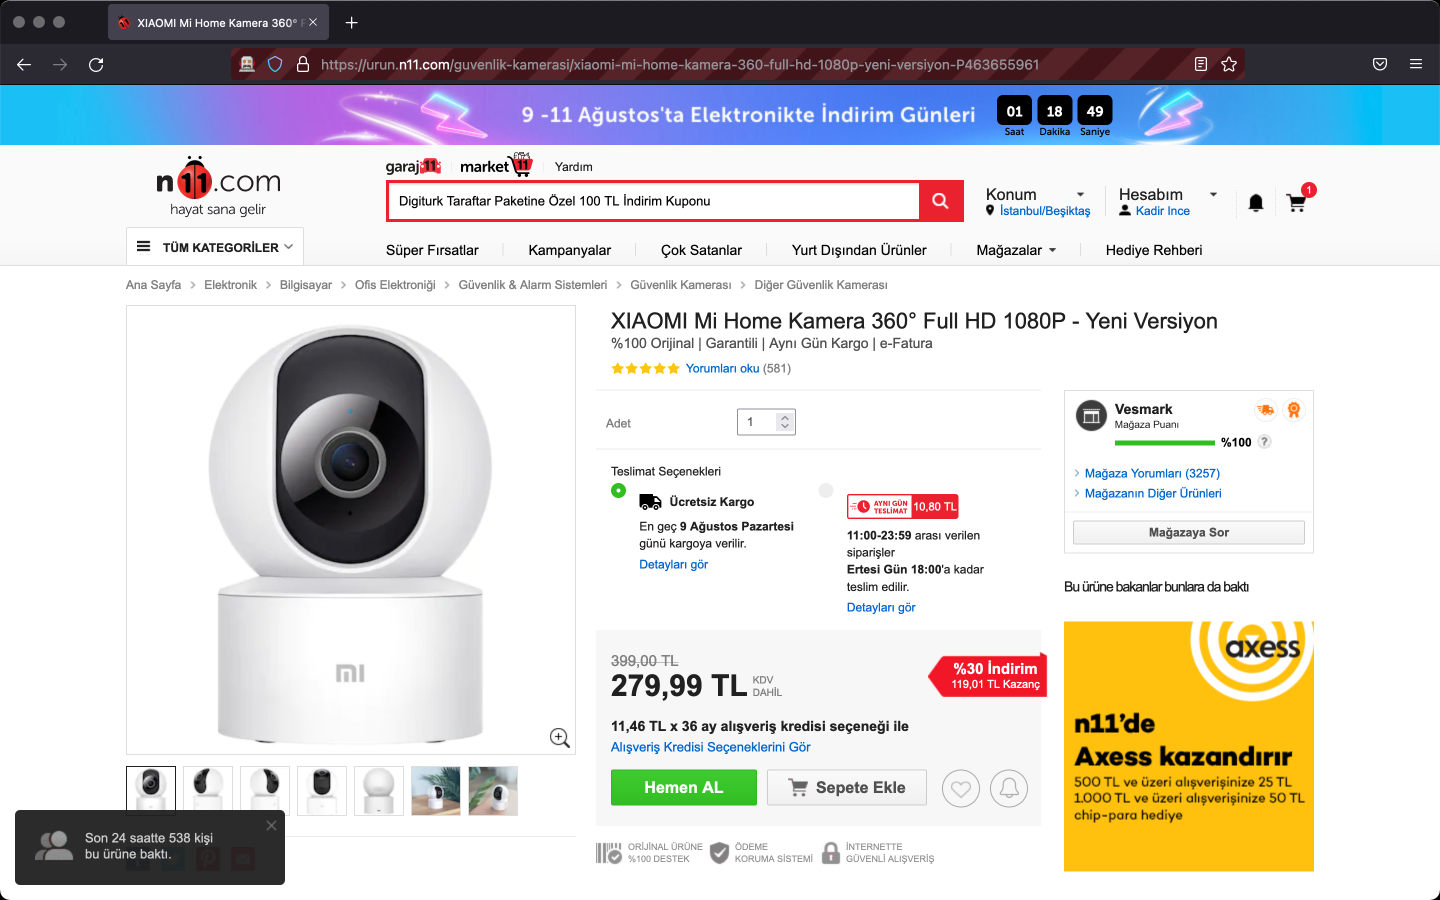 XIAOMI Mi Home Kamera 360° F
https://urun.n11.com/guvenlik-kamerasi/xiaomi-mi-home-kamera-360-full-hd-1080p-yeni-versiyon-P463655961
9 -11 Ağustos'ta Elektronikte İndirim Günleri
01 18 49
Saat Dakika Saniye
garaj11 market11 Yardım
n11.com
hayat sana gelir
Digiturk Taraftar Paketine Özel 100 TL İndirim Kuponu
Konum
İstanbul/Beşiktaş
Hesabım
Kadir Ince
1
TÜM KATEGORİLER
Süper Fırsatlar Kampanyalar Çok Satanlar Yurt Dışından Ürünler Mağazalar Hediye Rehberi
Ana Sayfa > Elektronik > Bilgisayar > Ofis Elektroniği > Güvenlik & Alarm Sistemleri > Güvenlik Kamerası > Diğer Güvenlik Kamerası
XIAOMI Mi Home Kamera 360° Full HD 1080P - Yeni Versiyon
%100 Orijinal | Garantili | Aynı Gün Kargo | e-Fatura
Yorumları oku (581)
Adet 1
Teslimat Seçenekleri
Ücretsiz Kargo
En geç 9 Ağustos Pazartesi
günü kargoya verilir.
Detayları gör
AYNI GÜN
TESLİMAT
10,80 TL
11:00-23:59 arası verilen
siparişler
Ertesi Gün 18:00'a kadar
teslim edilir.
Detayları gör
399,00 TL
279,99 TL KDV
DAHİL
%30 İndirim
119,01 TL Kazanç
11,46 TL x 36 ay alışveriş kredisi seçeneği ile
Alışveriş Kredisi Seçeneklerini Gör
Hemen AL
Sepete Ekle
ORİJİNAL ÜRÜNE
%100 DESTEK
ÖDEME
KORUMA SİSTEMİ
İNTERNETTE
GÜVENLİ ALIŞVERİŞ
Vesmark
Mağaza Puanı
%100 ?
Mağaza Yorumları (3257)
Mağazanın Diğer Ürünleri
Mağazaya Sor
Bu ürüne bakanlar bunlara da baktı
axess
n11'de
Axess kazandırır
500 TL ve üzeri alışverişinize 25 TL
1.000 TL ve üzeri alışverişinize 50 TL
chip-para hediye
mi
Son 24 saatte 538 kişi
bu ürüne baktı.